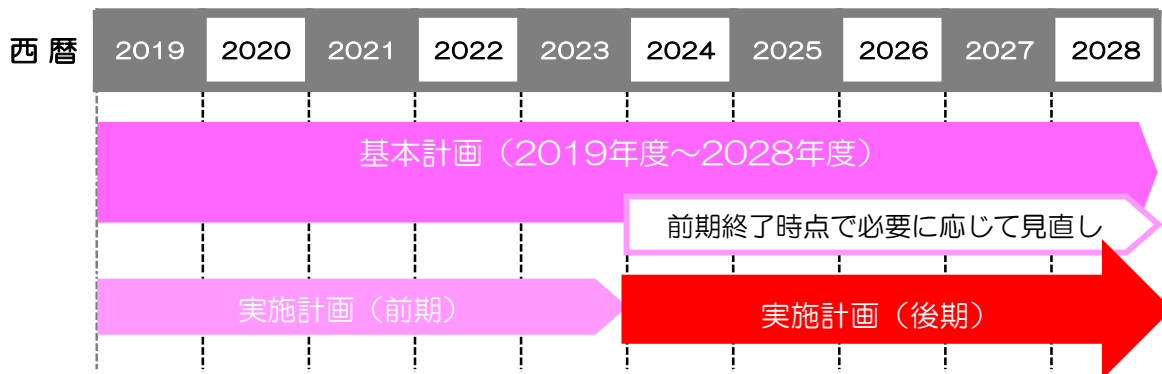 西暦 2019 2020 2021 2022 2023 2024 2025 2026 2027 2028
基本計画（2019年度～2028年度）
前期終了時点で必要に応じて見直し
実施計画（前期） 実施計画（後期）